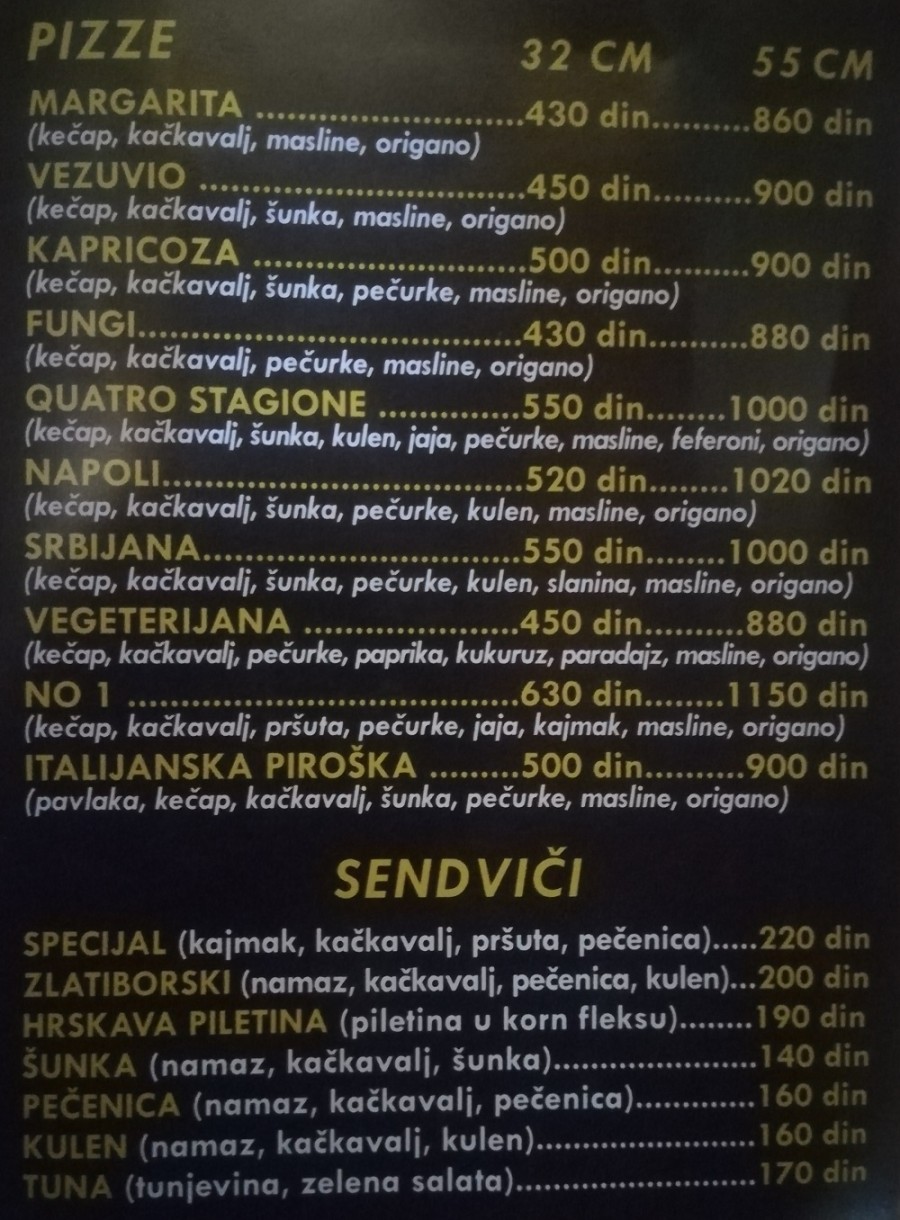 PIZZE 32 CM 55 CM
MARGARITA ..........................430 din..........860 din
(kečap, kačkavalj, masline, origano)
VEZUVIO ................................450 din..........900 din
(kečap, kačkavalj, šunka, masline, origano)
KAPRICOZA ...........................500 din..........900 din
(kečap, kačkavalj, šunka, pečurke, masline, origano)
FUNGI......................................430 din..........880 din
(kečap, kačkavalj, pečurke, masline, origano)
QUATRO STAGIONE ..............550 din........1000 din
(kečap, kačkavalj, šunka, kulen, jaja, pečurke, masline, feferoni, origano)
NAPOLI....................................520 din........1020 din
(kečap, kačkavalj, šunka, pečurke, kulen, masline, origano)
SRBIJANA................................550 din........1000 din
(kečap, kačkavalj, šunka, pečurke, kulen, slanina, masline, origano)
VEGETERIJANA .....................450 din..........880 din
(kečap, kačkavalj, pečurke, paprika, kukuruz, paradajz, masline, origano)
NO 1 .......................................630 din........1150 din
(kečap, kačkavalj, pršuta, pečurke, jaja, kajmak, masline, origano)
ITALIJANSKA PIROŠKA .........500 din..........900 din
(pavlaka, kečap, kačkavalj, šunka, pečurke, masline, origano)
SENDVIČI
SPECIJAL (kajmak, kačkavalj, pršuta, pečenica).....220 din
ZLATIBORSKI (namaz, kačkavalj, pečenica, kulen)...200 din
HRSKAVA PILETINA (piletina u korn fleksu)........190 din
ŠUNKA (namaz, kačkavalj, šunka)......................140 din
PEČENICA (namaz, kačkavalj, pečenica).............160 din
KULEN (namaz, kačkavalj, kulen)........................160 din
TUNA (tunjevina, zelena salata)..........................170 din